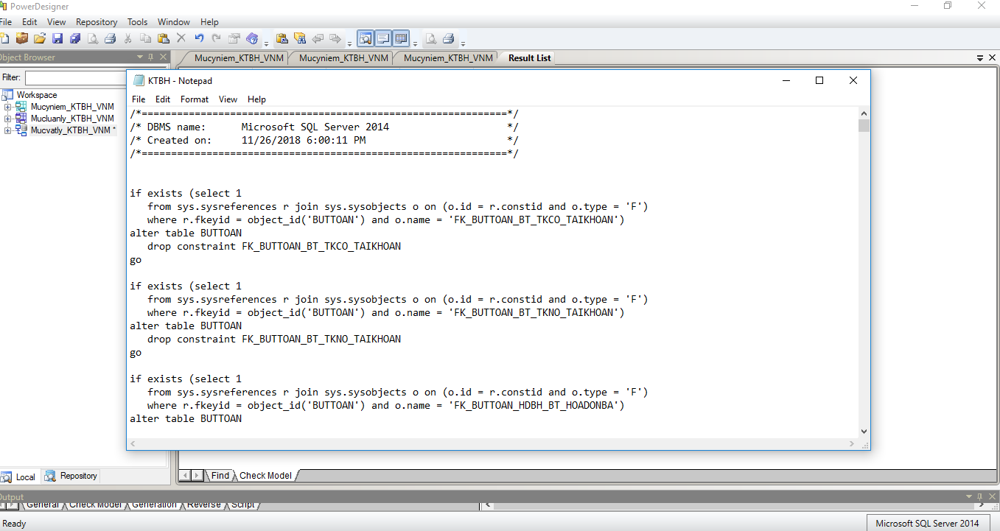 PowerDesigner
File Edit View Repository Tools Window Help
Object Browser
Mucyniem_KTBH_VNM Mucyniem_KTBH_VNM Mucyniem_KTBH_VNM Result List
Filter:
Workspace
Mucyniem_KTBH_VNM
Mucluanly_KTBH_VNM
Mucvatly_KTBH_VNM *
KTBH - Notepad
File Edit Format View Help
/*==============================================================*/
/* DBMS name:      Microsoft SQL Server 2014                    */
/* Created on:     11/26/2018 6:00:11 PM                        */
/*==============================================================*/
if exists (select 1
   from sys.sysreferences r join sys.sysobjects o on (o.id = r.constid and o.type = 'F')
   where r.fkeyid = object_id('BUTTOAN') and o.name = 'FK_BUTTOAN_BT_TKCO_TAIKHOAN')
alter table BUTTOAN
   drop constraint FK_BUTTOAN_BT_TKCO_TAIKHOAN
go
if exists (select 1
   from sys.sysreferences r join sys.sysobjects o on (o.id = r.constid and o.type = 'F')
   where r.fkeyid = object_id('BUTTOAN') and o.name = 'FK_BUTTOAN_BT_TKNO_TAIKHOAN')
alter table BUTTOAN
   drop constraint FK_BUTTOAN_BT_TKNO_TAIKHOAN
go
if exists (select 1
   from sys.sysreferences r join sys.sysobjects o on (o.id = r.constid and o.type = 'F')
   where r.fkeyid = object_id('BUTTOAN') and o.name = 'FK_BUTTOAN_HDBH_BT_HOADONBA')
alter table BUTTOAN
Local Repository
Find Check Model
Output
General Check Model Generation Reverse Script
Ready
Microsoft SQL Server 2014